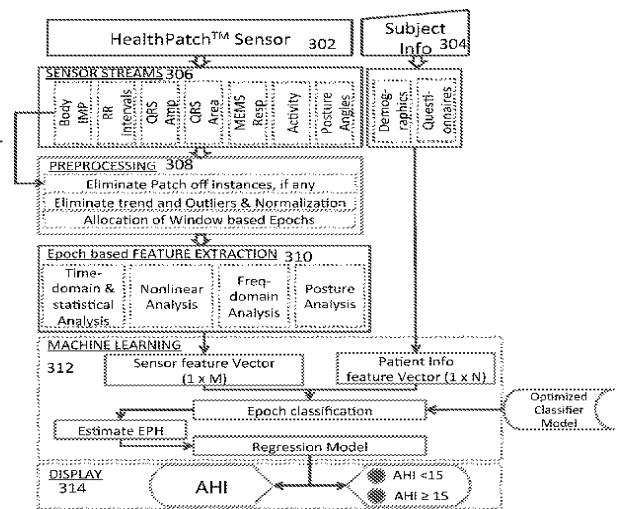 HealthPatch™ Sensor 302
Subject
Info 304
SENSOR STREAMS 306
Body
IMP
RR
Intervals
QRS
Amp
QRS
Area
MEMS
Resp
Activity
Posture
Angles
Demog-
raphics
Questi-
onnaires
PREPROCESSING 308
Eliminate Patch off instances, if any
Eliminate trend and Outliers & Normalization
Allocation of Window based Epochs
Epoch based FEATURE EXTRACTION 310
Time-
domain &
statistical
Analysis
Nonlinear
Analysis
Freq-
domain
Analysis
Posture
Analysis
MACHINE LEARNING
312
Sensor feature Vector
(1 x M)
Patient Info
feature Vector (1 x N)
Epoch classification
Optimized
Classifier
Model
Estimate EPH
Regression Model
DISPLAY
314
AHI
AHI <15
AHI ≥ 15